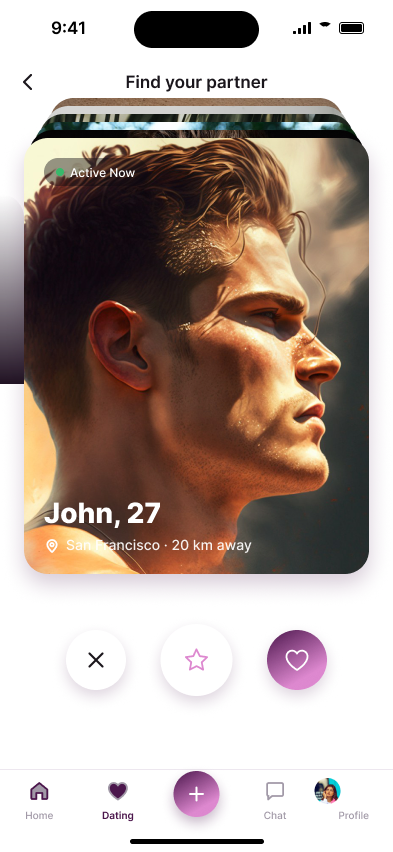 9:41
Find your partner
Active Now
John, 27
San Francisco · 20 km away
Home
Dating
Chat
Profile